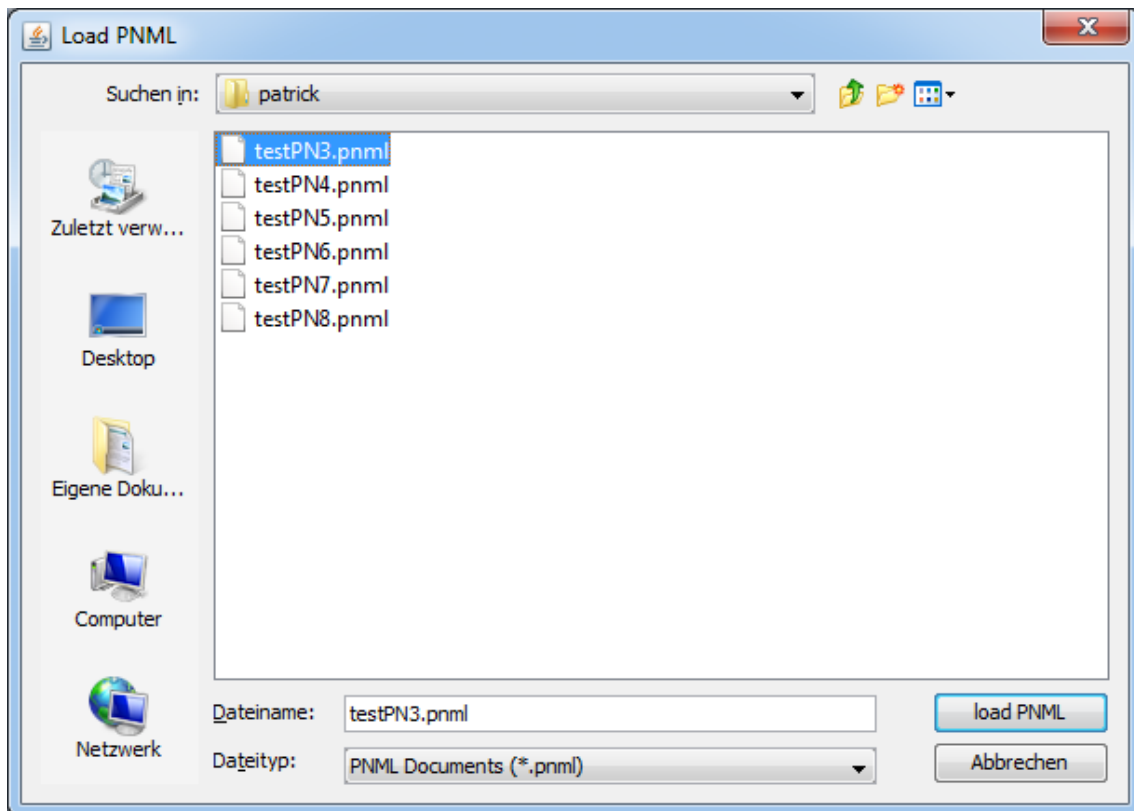 Load PNML
Suchen in:
patrick
testPN3.pnml
testPN4.pnml
testPN5.pnml
testPN6.pnml
testPN7.pnml
testPN8.pnml
Zuletzt verw...
Desktop
Eigene Doku...
Computer
Netzwerk
Dateiname:
testPN3.pnml
load PNML
Dateityp:
PNML Documents (*.pnml)
Abbrechen